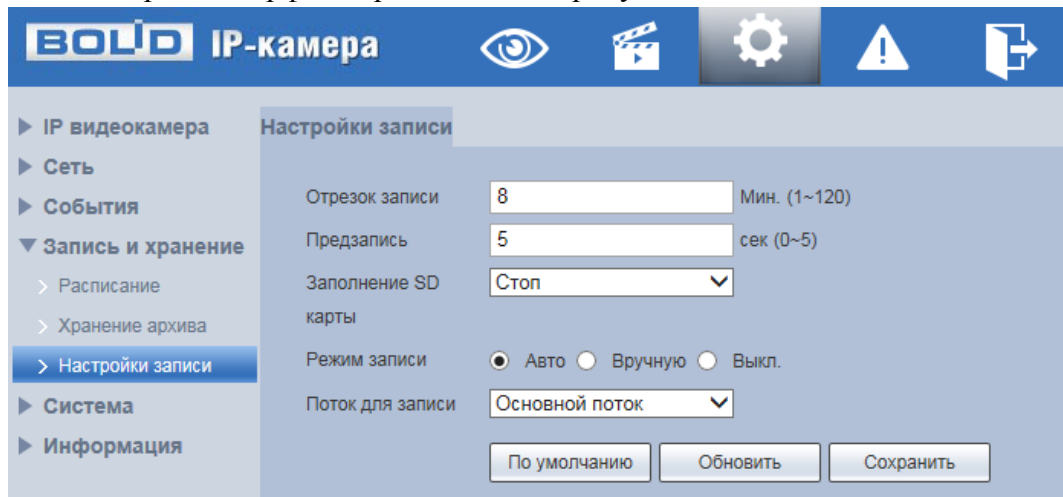 BOLID IP-камера
IP видеокамера
Сеть
События
Запись и хранение
Расписание
Хранение архива
Настройки записи
Система
Информация
Настройки записи
Отрезок записи 8 Мин. (1~120)
Предзапись 5 сек (0~5)
Заполнение SD карты Стоп
Режим записи Авто Вручную Выкл.
Поток для записи Основной поток
По умолчанию Обновить Сохранить